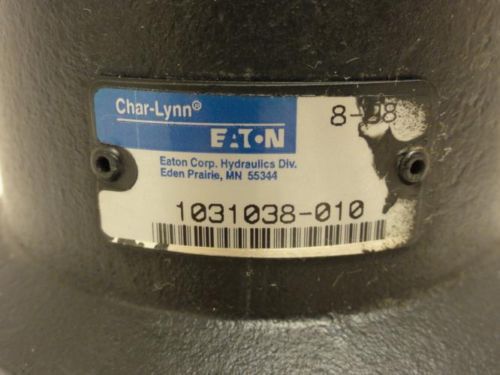 Char-Lynn®
EATON
Eaton Corp. Hydraulics Div.
Eden Prairie, MN 55344
1031038-010